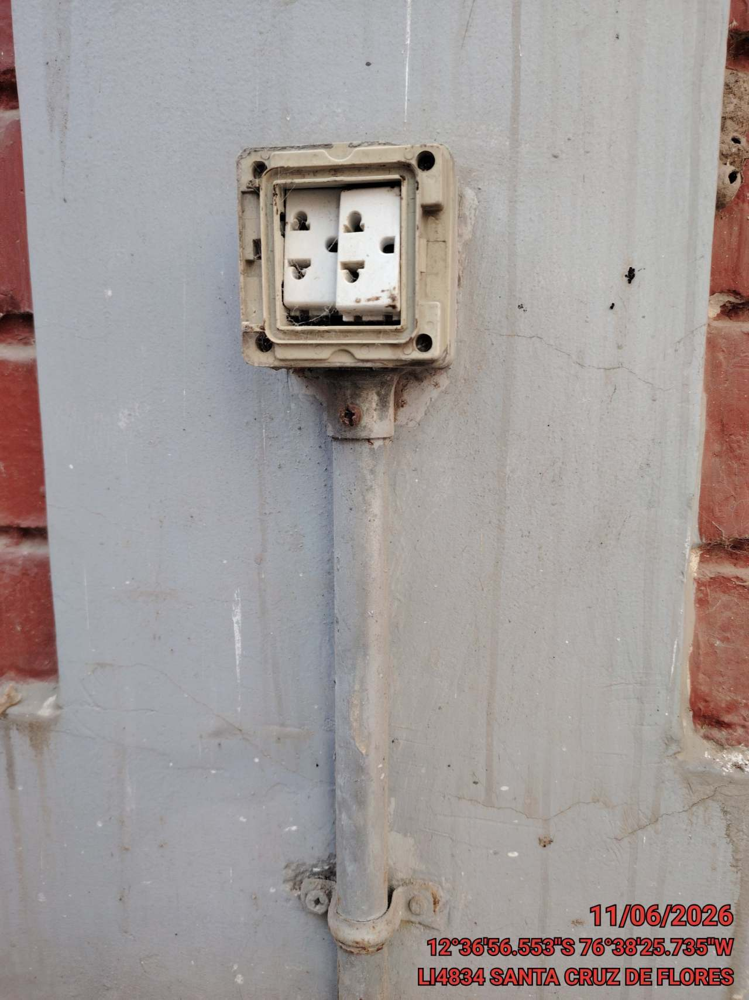 11/06/2026
12°36'56.553"S 76°38'25.735"W
LI4834 SANTA CRUZ DE FLORES